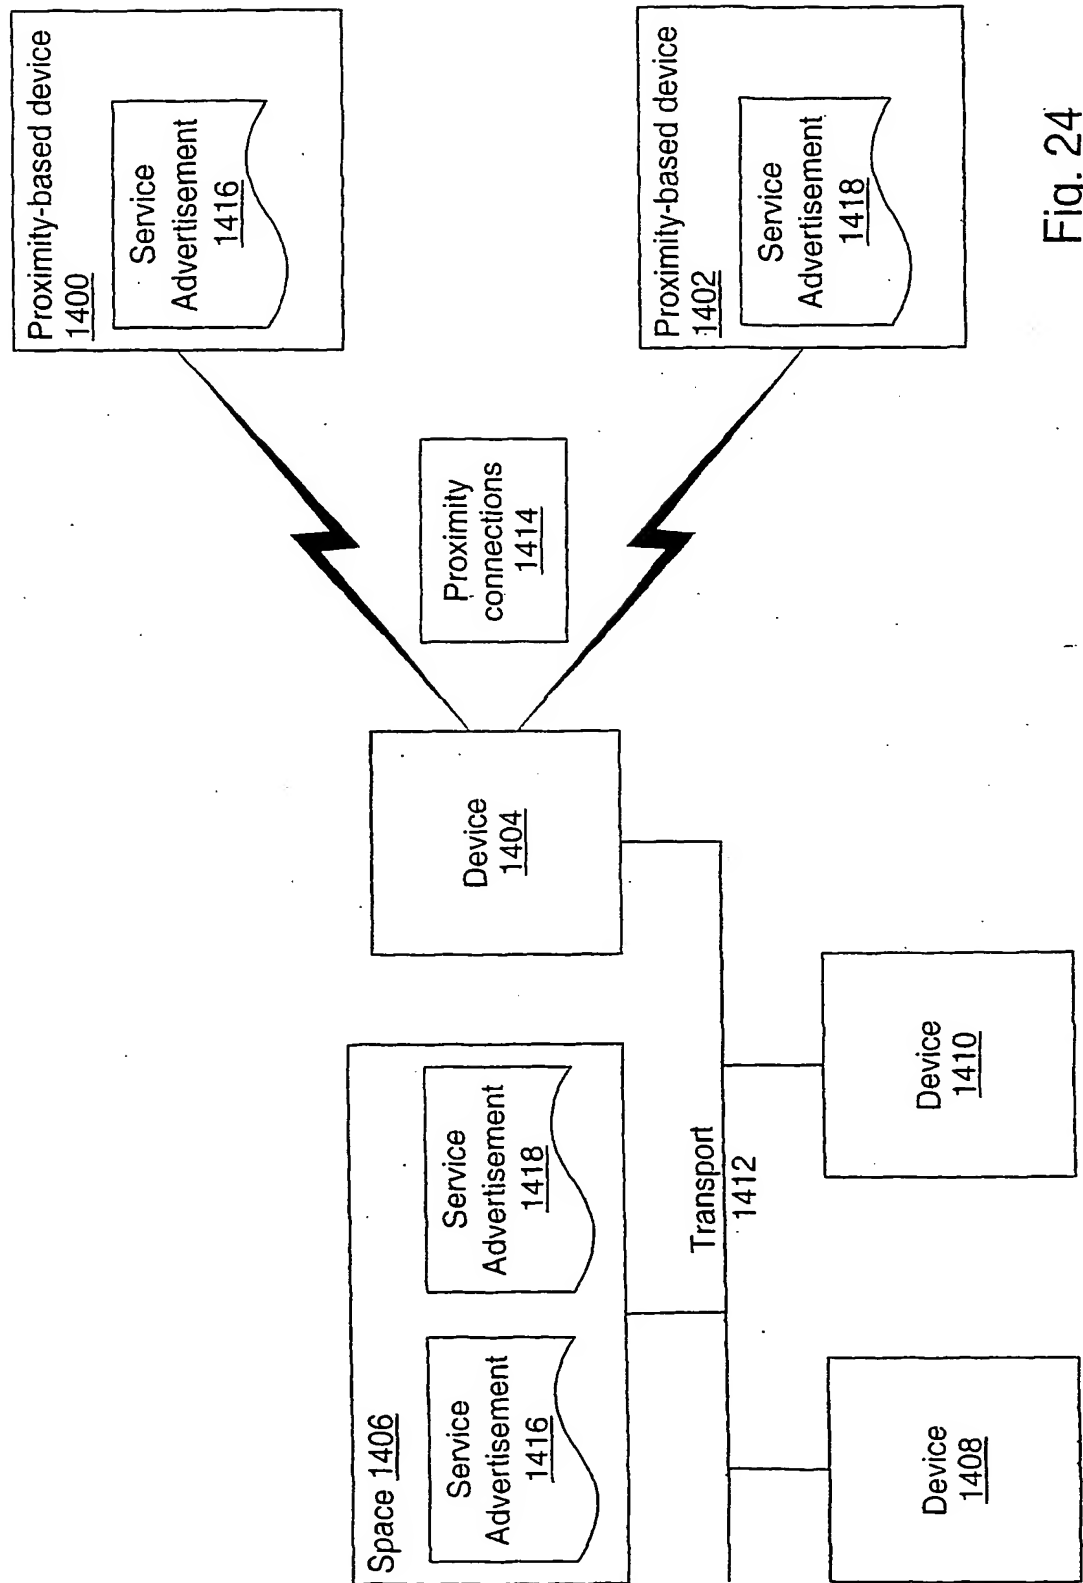 Proximity-based device
1400
Service
Advertisement
1416
Space 1406
Service
Advertisement
1416
Service
Advertisement
1418
Device
1404
Proximity
connections
1414
Proximity-based device
1402
Service
Advertisement
1418
Transport
1412
Device
1408
Device
1410
Fig. 24